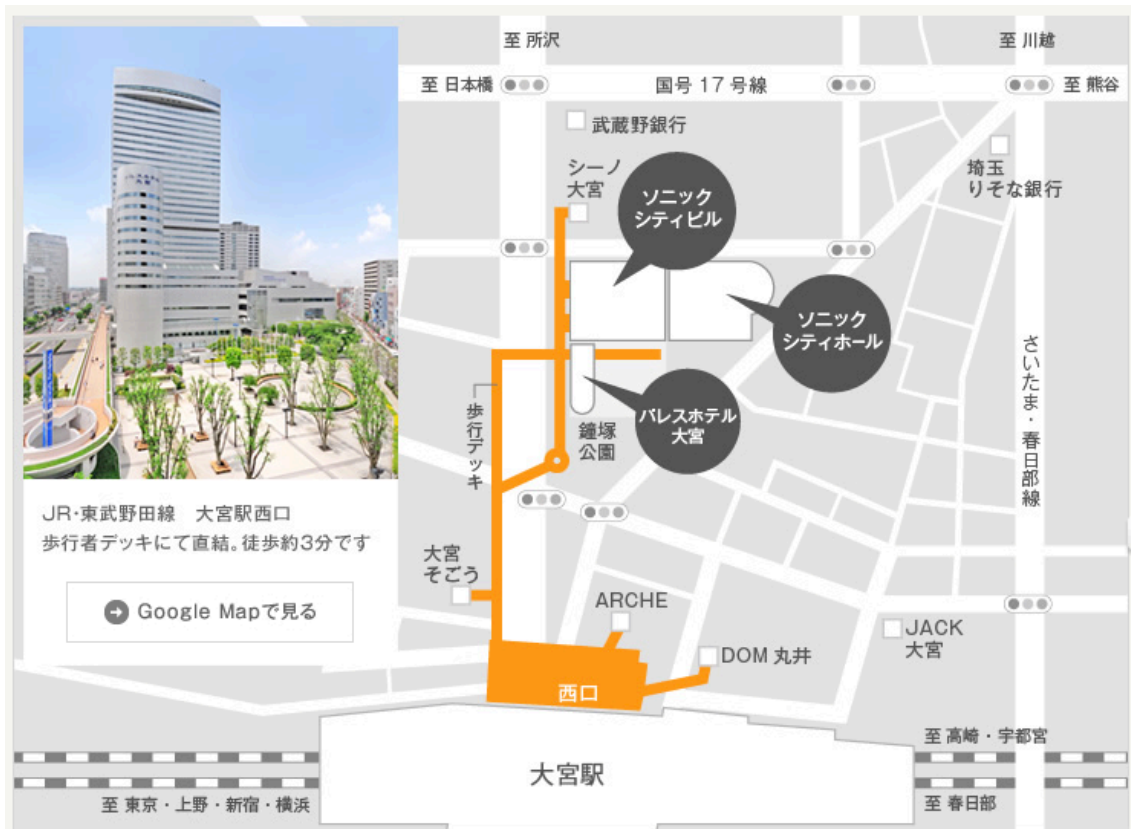 至 所沢
至 川越
至 日本橋
国号 17 号線
至 熊谷
武蔵野銀行
シーノ
大宮
埼玉
りそな銀行
ソニック
シティビル
ソニック
シティホール
パレスホテル
大宮
さいたま・春日部線
歩行デッキ
鐘塚
公園
JR・東武野田線 大宮駅西口
歩行者デッキにて直結。徒歩約3分です
Google Mapで見る
大宮
そごう
ARCHE
JACK
大宮
DOM 丸井
西口
大宮駅
至 高崎・宇都宮
至 東京・上野・新宿・横浜
至 春日部